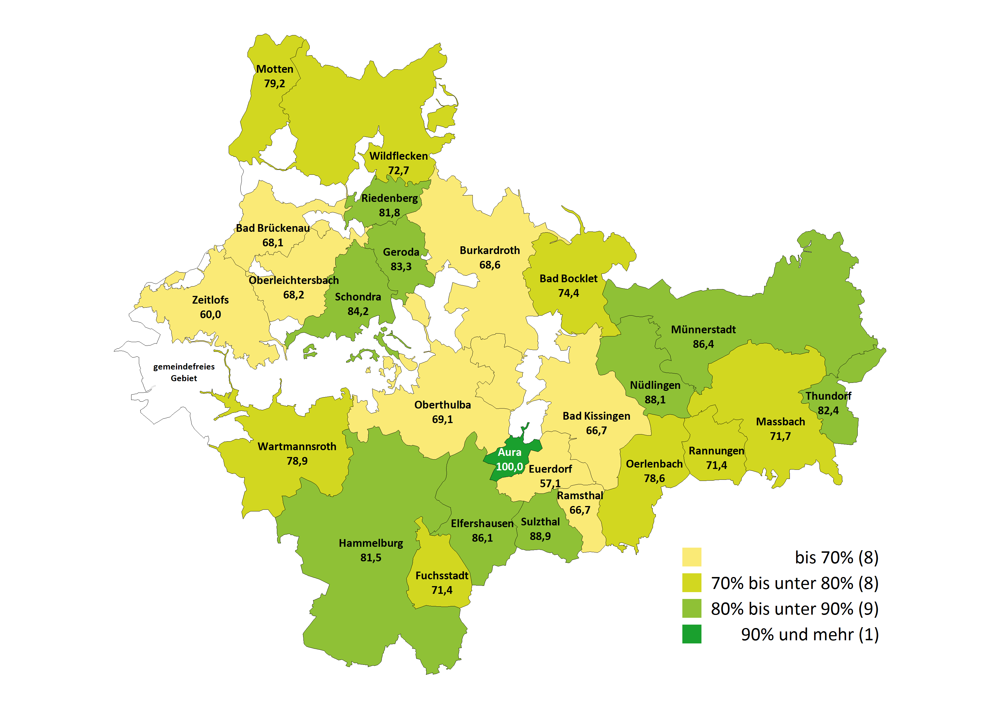 Motten
79,2
Wildflecken
72,7
Riedenberg
81,8
Bad Brückenau
68,1
Geroda
83,3
Burkardroth
68,6
Oberleichtersbach
68,2
Bad Bocklet
74,4
Zeitlofs
60,0
Schondra
84,2
Münnerstadt
86,4
gemeindefreies
Gebiet
Nüdlingen
88,1
Thundorf
82,4
Oberthulba
69,1
Bad Kissingen
66,7
Massbach
71,7
Wartmannsroth
78,9
Aura
100,0
Rannungen
71,4
Euerdorf
57,1
Oerlenbach
78,6
Ramsthal
66,7
Elfershausen
86,1
Sulzthal
88,9
Hammelburg
81,5
Fuchsstadt
71,4
bis 70% (8)
70% bis unter 80% (8)
80% bis unter 90% (9)
90% und mehr (1)